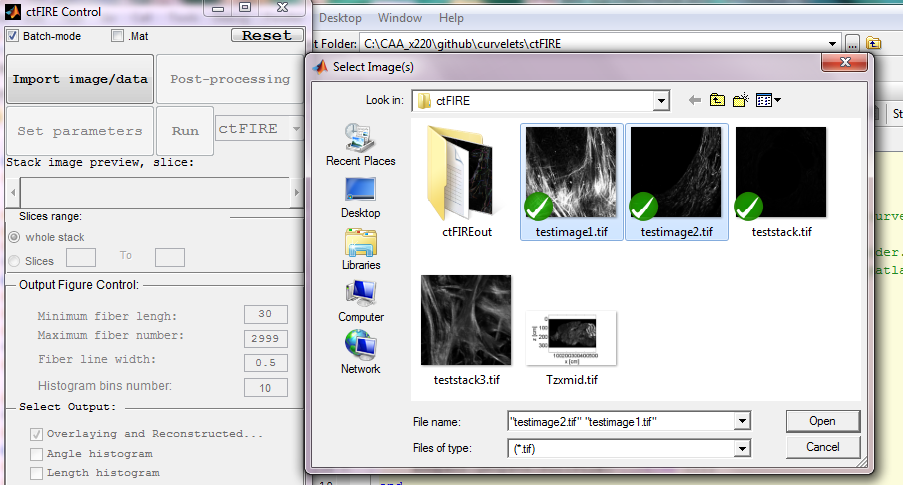 ctFIRE Control
Batch-mode
.Mat
Reset
Import image/data
Post-processing
Set parameters
Run
ctFIRE
Stack image preview, slice:
Slices range:
whole stack
Slices
To
Output Figure Control:
Minimum fiber lengh:
30
Maximum fiber number:
2999
Fiber line width:
0.5
Histogram bins number:
10
Select Output:
Overlaying and Reconstructed...
Angle histogram
Length histogram
Desktop Window Help
t Folder: C:\CAA_x220\github\curvelets\ctFIRE
...
Select Image(s)
Look in:
ctFIRE
Recent Places
Desktop
Libraries
Computer
Network
ctFIREout
testimage1.tif
testimage2.tif
teststack.tif
teststack3.tif
Tzxmid.tif
File name:
"testimage2.tif" "testimage1.tif"
Open
Files of type:
(*.tif)
Cancel
St
urve
der.
atla
end